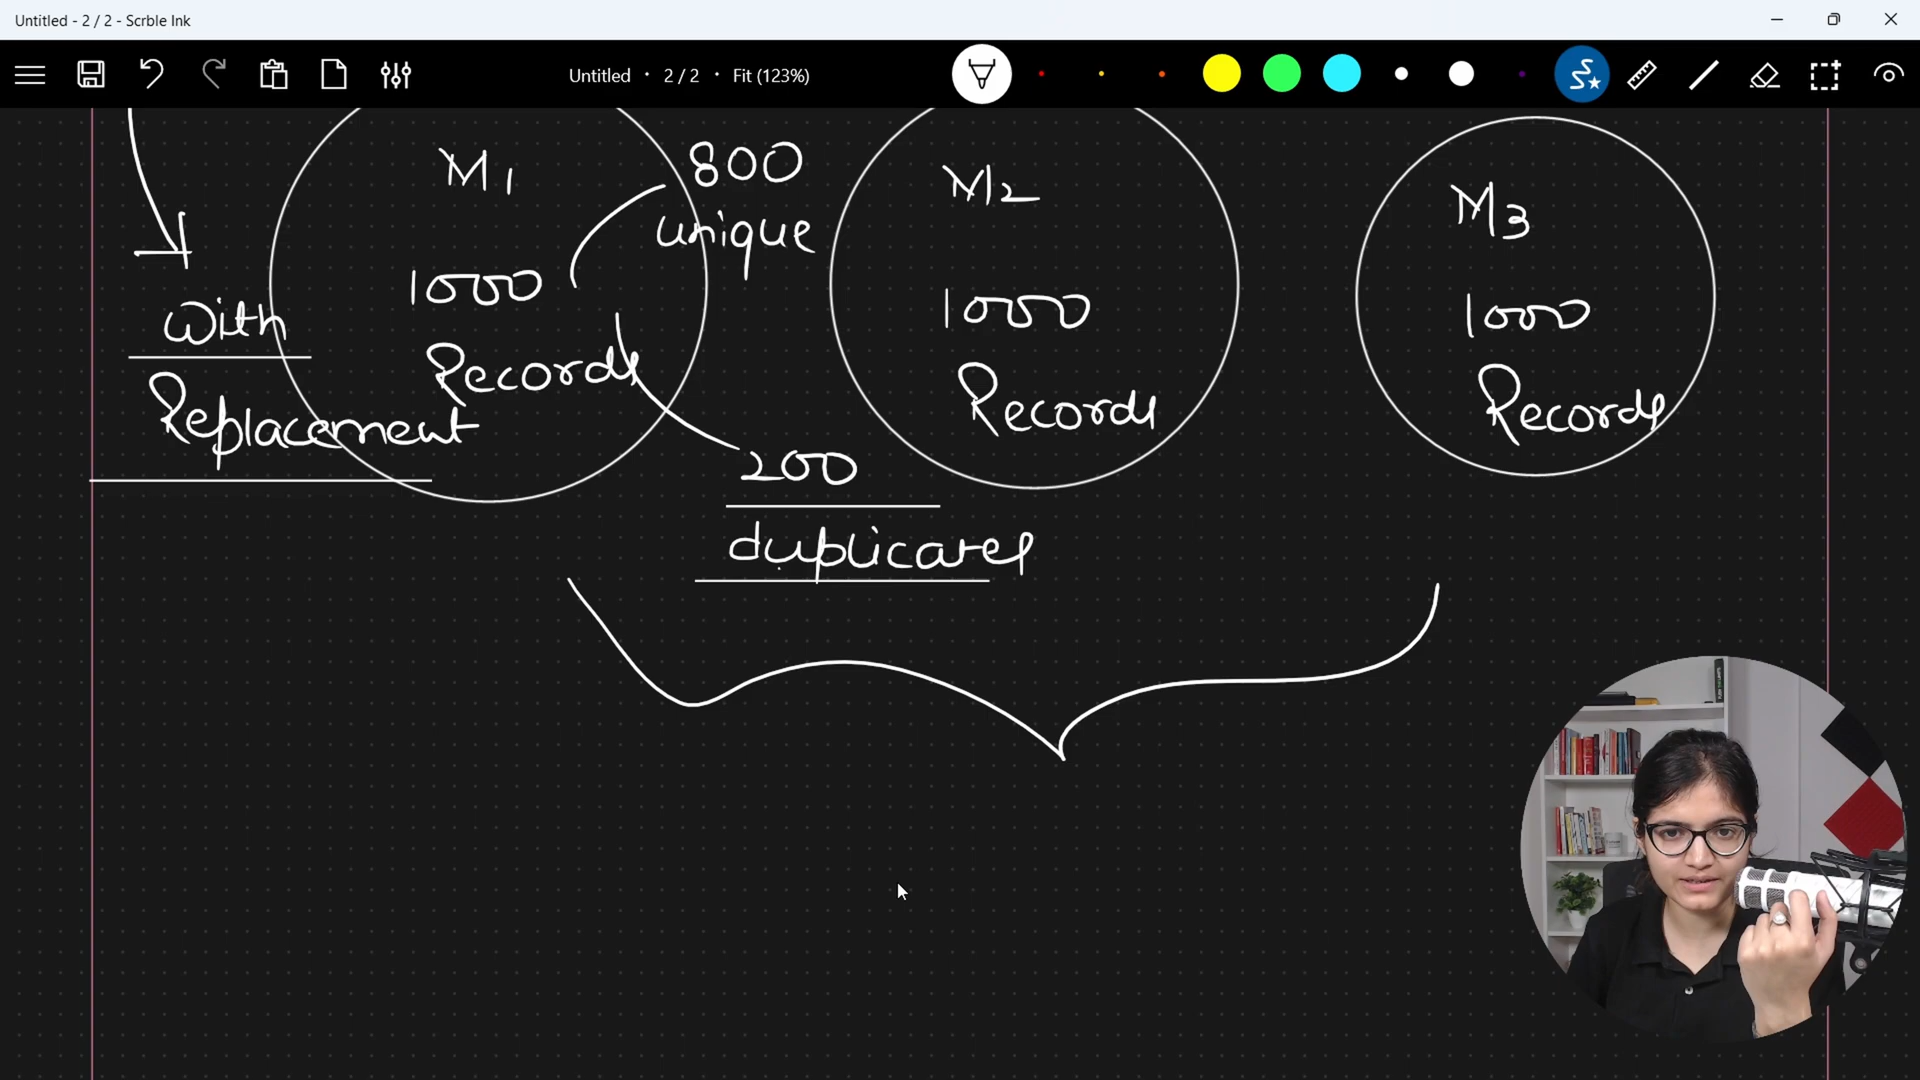 Untitled - 2 / 2 - Scrble Ink
Untitled • 2 / 2 • Fit (123%)
M1
800
unique
1000
Records
With
Replacement
M2
1000
Records
M3
1000
Records
200
duplicates